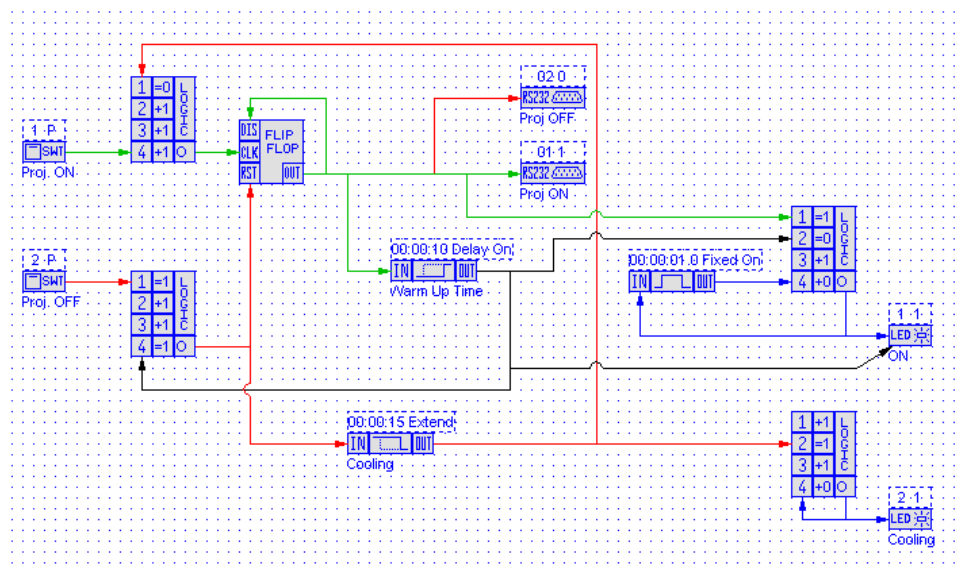 02·0
RS232
Proj OFF
1 =0
2 +1
3 +1
4 +1 O
LOGIC
1·P
SWT
Proj. ON
DIS
CLK
RST
FLIP
FLOP
OUT
01·1
RS232
Proj ON
1 =1
2 =0
3 +1
4 +0 O
LOGIC
00:00:10 Delay On
IN OUT
Warm Up Time
00:00:01.0 Fixed On
IN OUT
2·P
SWT
Proj. OFF
1 =1
2 +1
3 +1
4 =1 O
LOGIC
1·1
LED
ON
00:00:15 Extend
IN OUT
Cooling
1 +1
2 =1
3 +1
4 +0 O
LOGIC
2·1
LED
Cooling